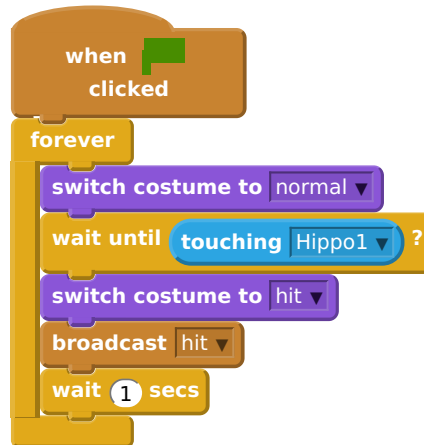 when
clicked
forever
switch costume to normal ▼
wait until touching Hippo1 ▼ ?
switch costume to hit ▼
broadcast hit ▼
wait 1 secs